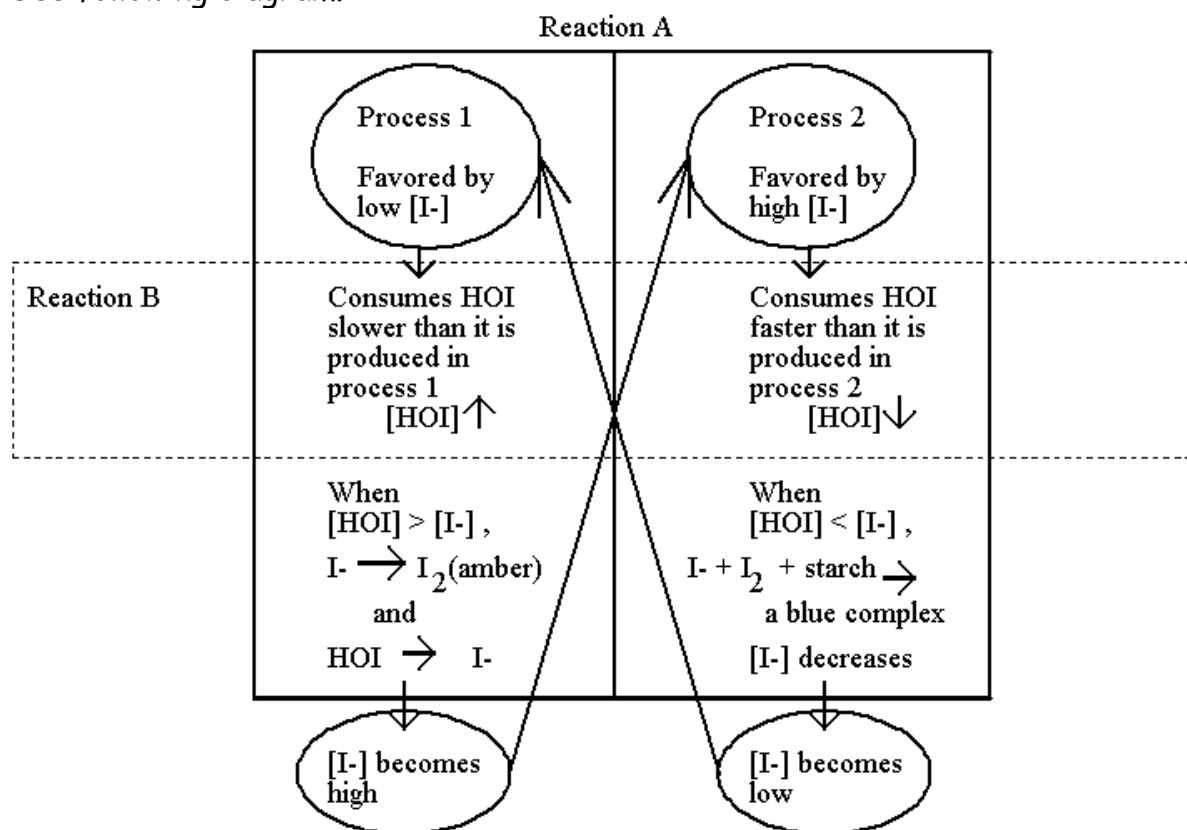 Reaction A
Process 1
Favored by
low [I-]
Process 2
Favored by
high [I-]
Reaction B
Consumes HOI
slower than it is
produced in
process 1
[HOI]↑
Consumes HOI
faster than it is
produced in
process 2
[HOI]↓
When
[HOI] > [I-] ,
I- → I2(amber)
and
HOI → I-
When
[HOI] < [I-] ,
I- + I2 + starch →
a blue complex
[I-] decreases
[I-] becomes
high
[I-] becomes
low